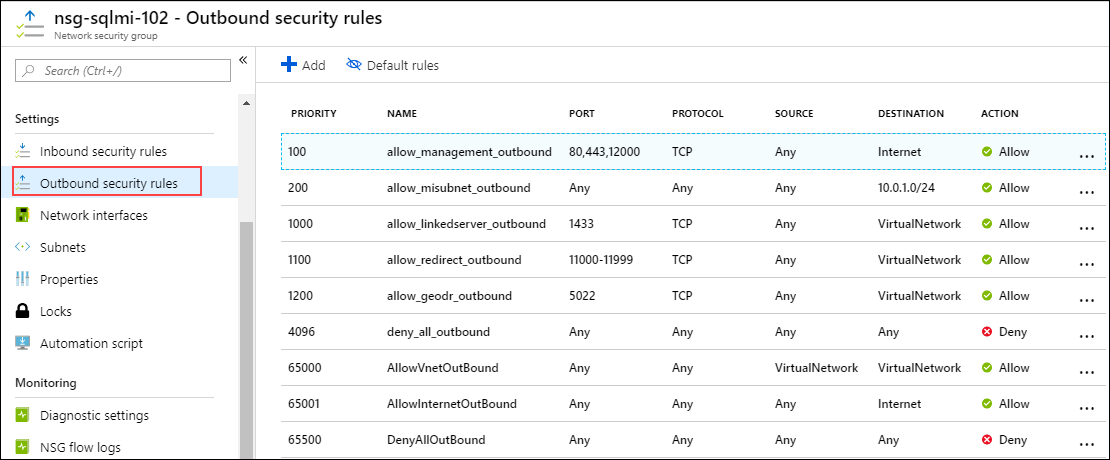 nsg-sqlmi-102 - Outbound security rules
Network security group
Search (Ctrl+/)
Settings
Inbound security rules
Outbound security rules
Network interfaces
Subnets
Properties
Locks
Automation script
Monitoring
Diagnostic settings
NSG flow logs
Add Default rules
PRIORITY NAME PORT PROTOCOL SOURCE DESTINATION ACTION
100 allow_management_outbound 80,443,12000 TCP Any Internet Allow ...
200 allow_misubnet_outbound Any Any Any 10.0.1.0/24 Allow ...
1000 allow_linkedserver_outbound 1433 TCP Any VirtualNetwork Allow ...
1100 allow_redirect_outbound 11000-11999 TCP Any VirtualNetwork Allow ...
1200 allow_geodr_outbound 5022 TCP Any VirtualNetwork Allow ...
4096 deny_all_outbound Any Any Any Any Deny ...
65000 AllowVnetOutBound Any Any VirtualNetwork VirtualNetwork Allow ...
65001 AllowInternetOutBound Any Any Any Internet Allow ...
65500 DenyAllOutBound Any Any Any Any Deny ...